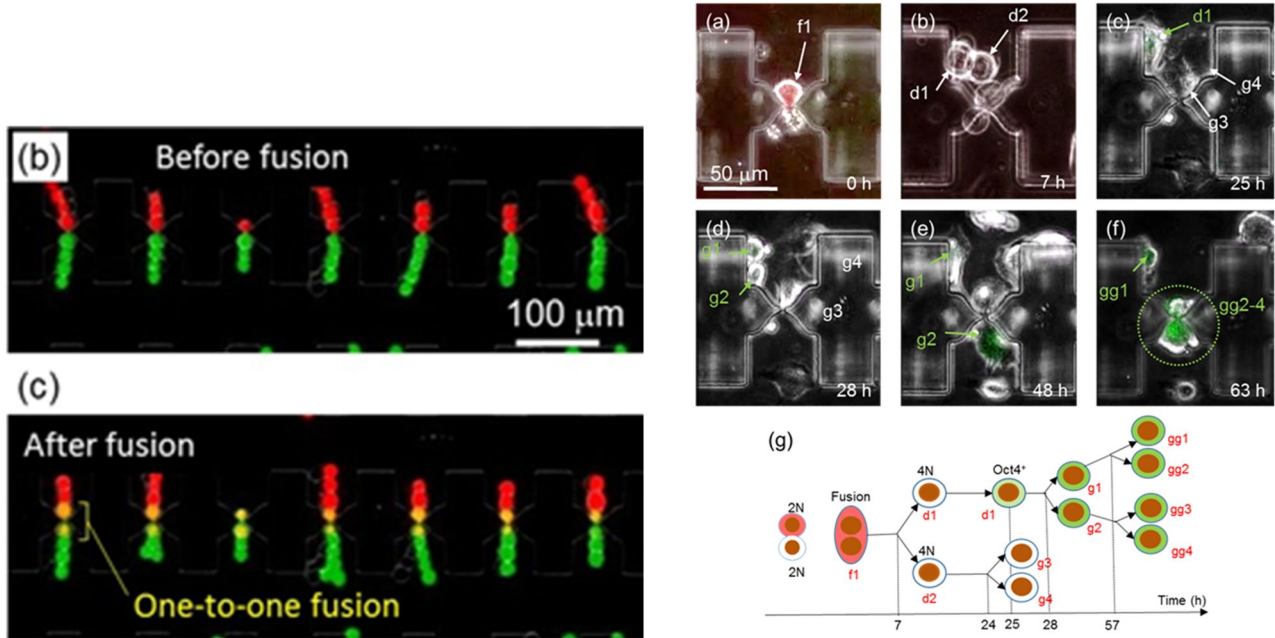 (b)
Before fusion
100 μm
(c)
After fusion
One-to-one fusion
(a)
f1
50 μm
0 h
(b)
d2
d1
7 h
(c)
d1
g4
g3
25 h
(d)
g1
g4
g2
g3
28 h
(e)
g1
g2
48 h
(f)
gg1
gg2-4
63 h
(g)
gg1
4N
Oct4⁺
gg2
2N
Fusion
g1
d1
d1
gg3
4N
g3
g2
2N
gg4
f1
d2
g4
Time (h)
7
24
25
28
57